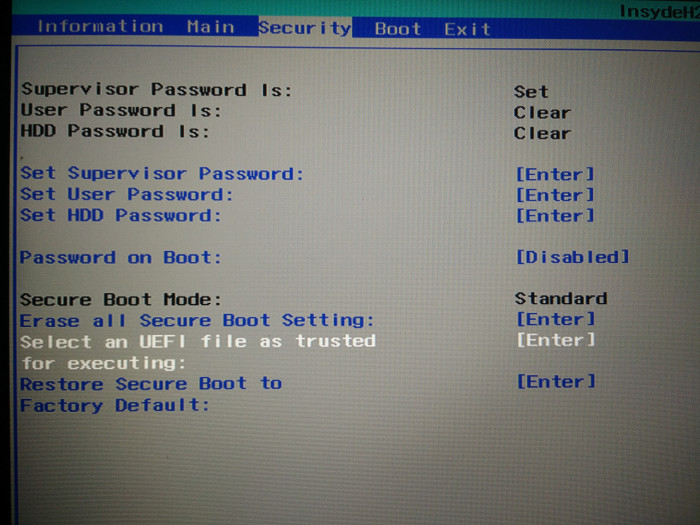 InsydeH2
Information Main Security Boot Exit
Supervisor Password Is: Set
User Password Is: Clear
HDD Password Is: Clear
Set Supervisor Password: [Enter]
Set User Password: [Enter]
Set HDD Password: [Enter]
Password on Boot: [Disabled]
Secure Boot Mode: Standard
Erase all Secure Boot Setting: [Enter]
Select an UEFI file as trusted [Enter]
for executing:
Restore Secure Boot to [Enter]
Factory Default: